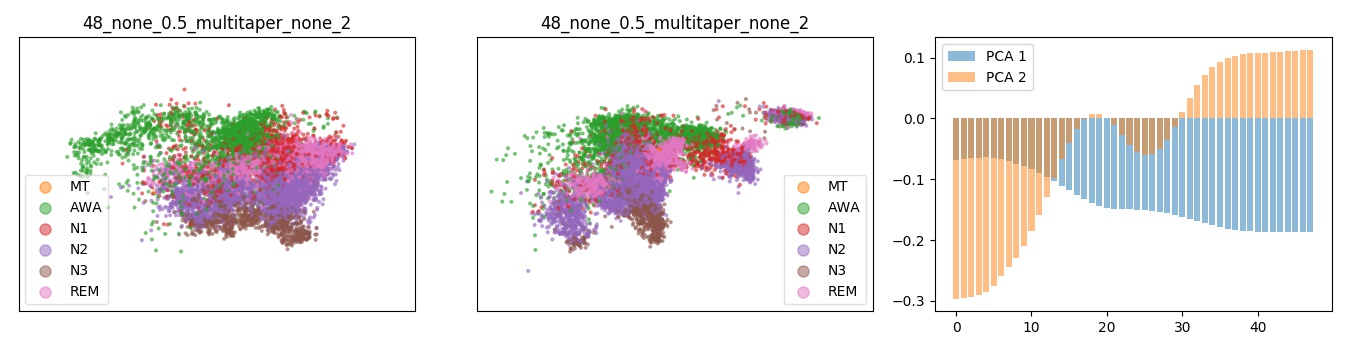 48_none_0.5_multitaper_none_2
MT
AWA
N1
N2
N3
REM
48_none_0.5_multitaper_none_2
MT
AWA
N1
N2
N3
REM
PCA 1
PCA 2
0.1
0.0
−0.1
−0.2
−0.3
0 10 20 30 40